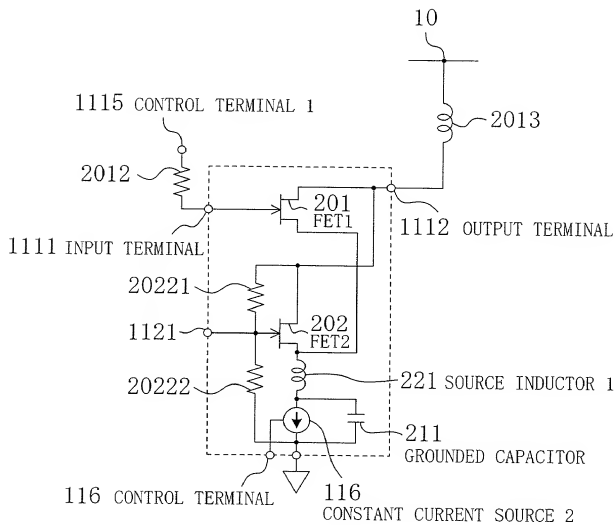 10
1115 CONTROL TERMINAL 1
2013
2012
201
FET1
1112 OUTPUT TERMINAL
1111 INPUT TERMINAL
20221
1121
202
FET2
20222
221 SOURCE INDUCTOR 1
211
GROUNDED CAPACITOR
116 CONTROL TERMINAL
116
CONSTANT CURRENT SOURCE 2